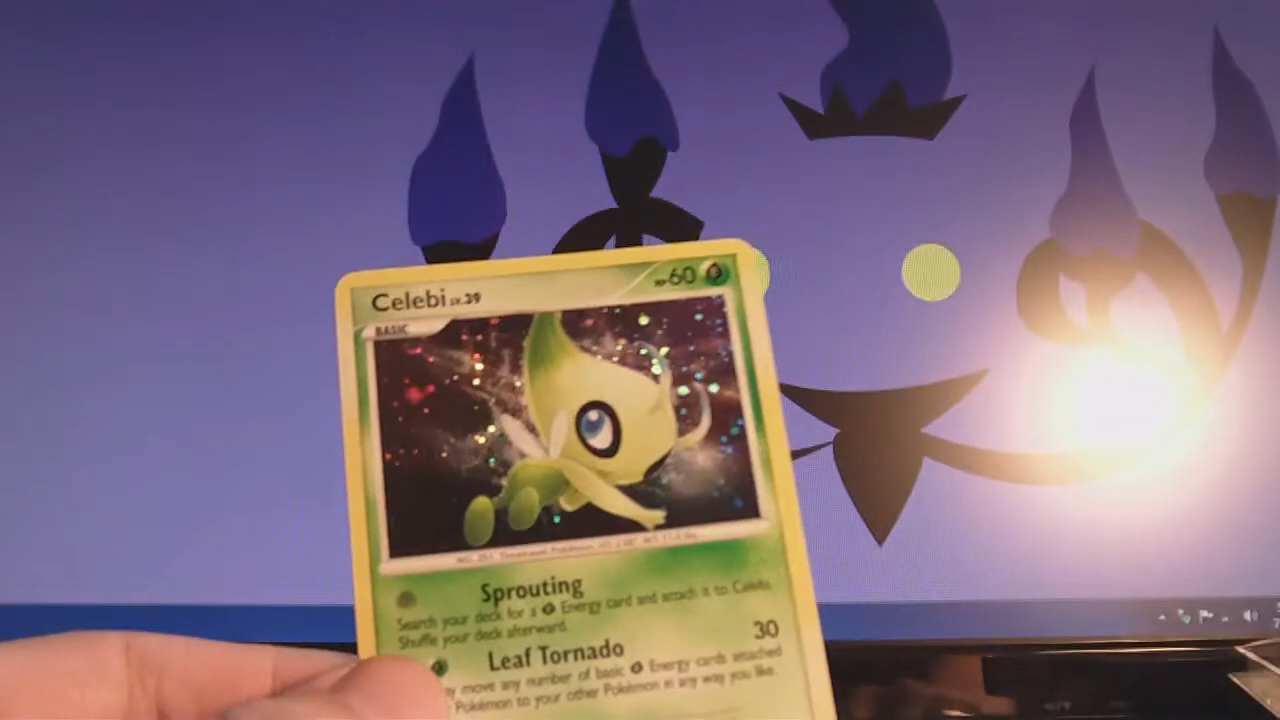 Celebi LV.39
HP60
BASIC
Sprouting
Search your deck for a Energy card and attach it to Celebi.
Shuffle your deck afterward.
Leaf Tornado 30
may move any number of basic Energy cards attached
Pokémon to your other Pokémon in any way you like.